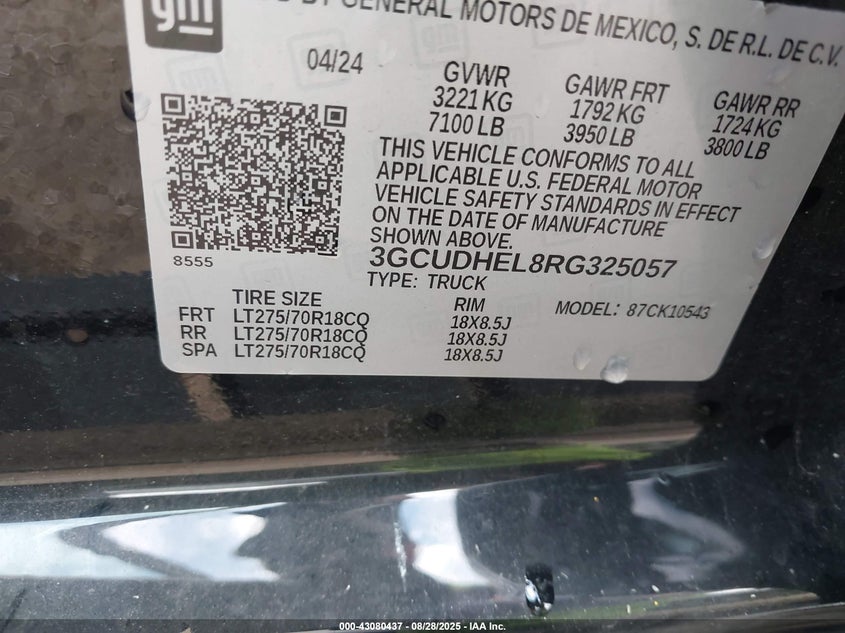 gm
BY GENERAL MOTORS DE MEXICO, S. DE R.L. DE C.V.
04/24
GVWR
3221 KG
7100 LB
GAWR FRT
1792 KG
3950 LB
GAWR RR
1724 KG
3800 LB
THIS VEHICLE CONFORMS TO ALL
APPLICABLE U.S. FEDERAL MOTOR
VEHICLE SAFETY STANDARDS IN EFFECT
ON THE DATE OF MANUFACTURE
SHOWN ABOVE.
8555
3GCUDHEL8RG325057
TYPE: TRUCK
TIRE SIZE
RIM
MODEL: 87CK10543
FRT LT275/70R18CQ 18X8.5J
RR LT275/70R18CQ 18X8.5J
SPA LT275/70R18CQ 18X8.5J
000-43080437 - 08/28/2025 - IAA Inc.